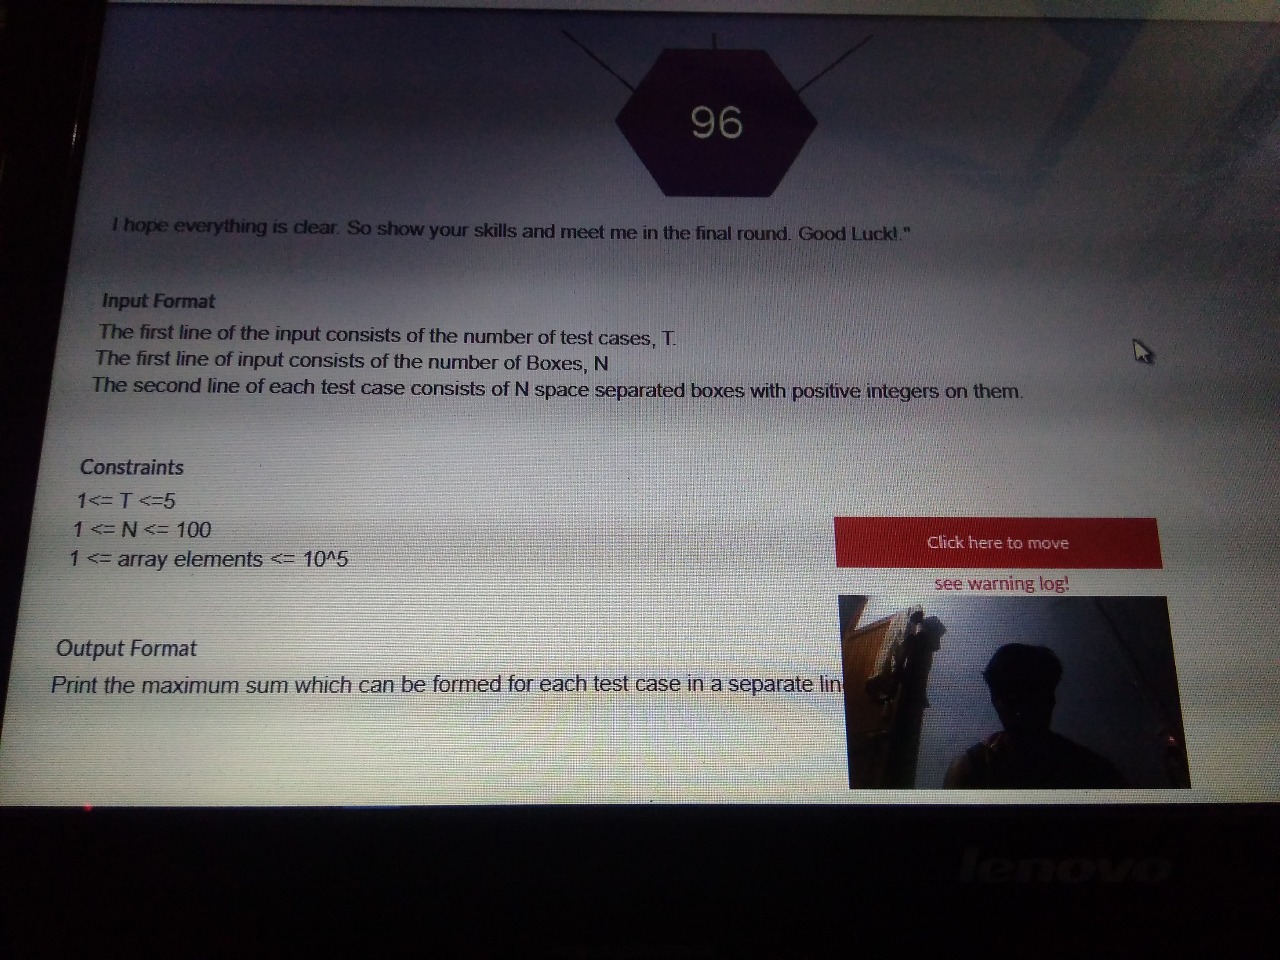 96
I hope everything is clear. So show your skills and meet me in the final round. Good Luck!."
Input Format
The first line of the input consists of the number of test cases, T.
The first line of input consists of the number of Boxes, N
The second line of each test case consists of N space separated boxes with positive integers on them.
Constraints
1<= T <=5
1 <= N <= 100
1 <= array elements <= 10^5
Click here to move
see warning log!
Output Format
Print the maximum sum which can be formed for each test case in a separate lin
lenovo